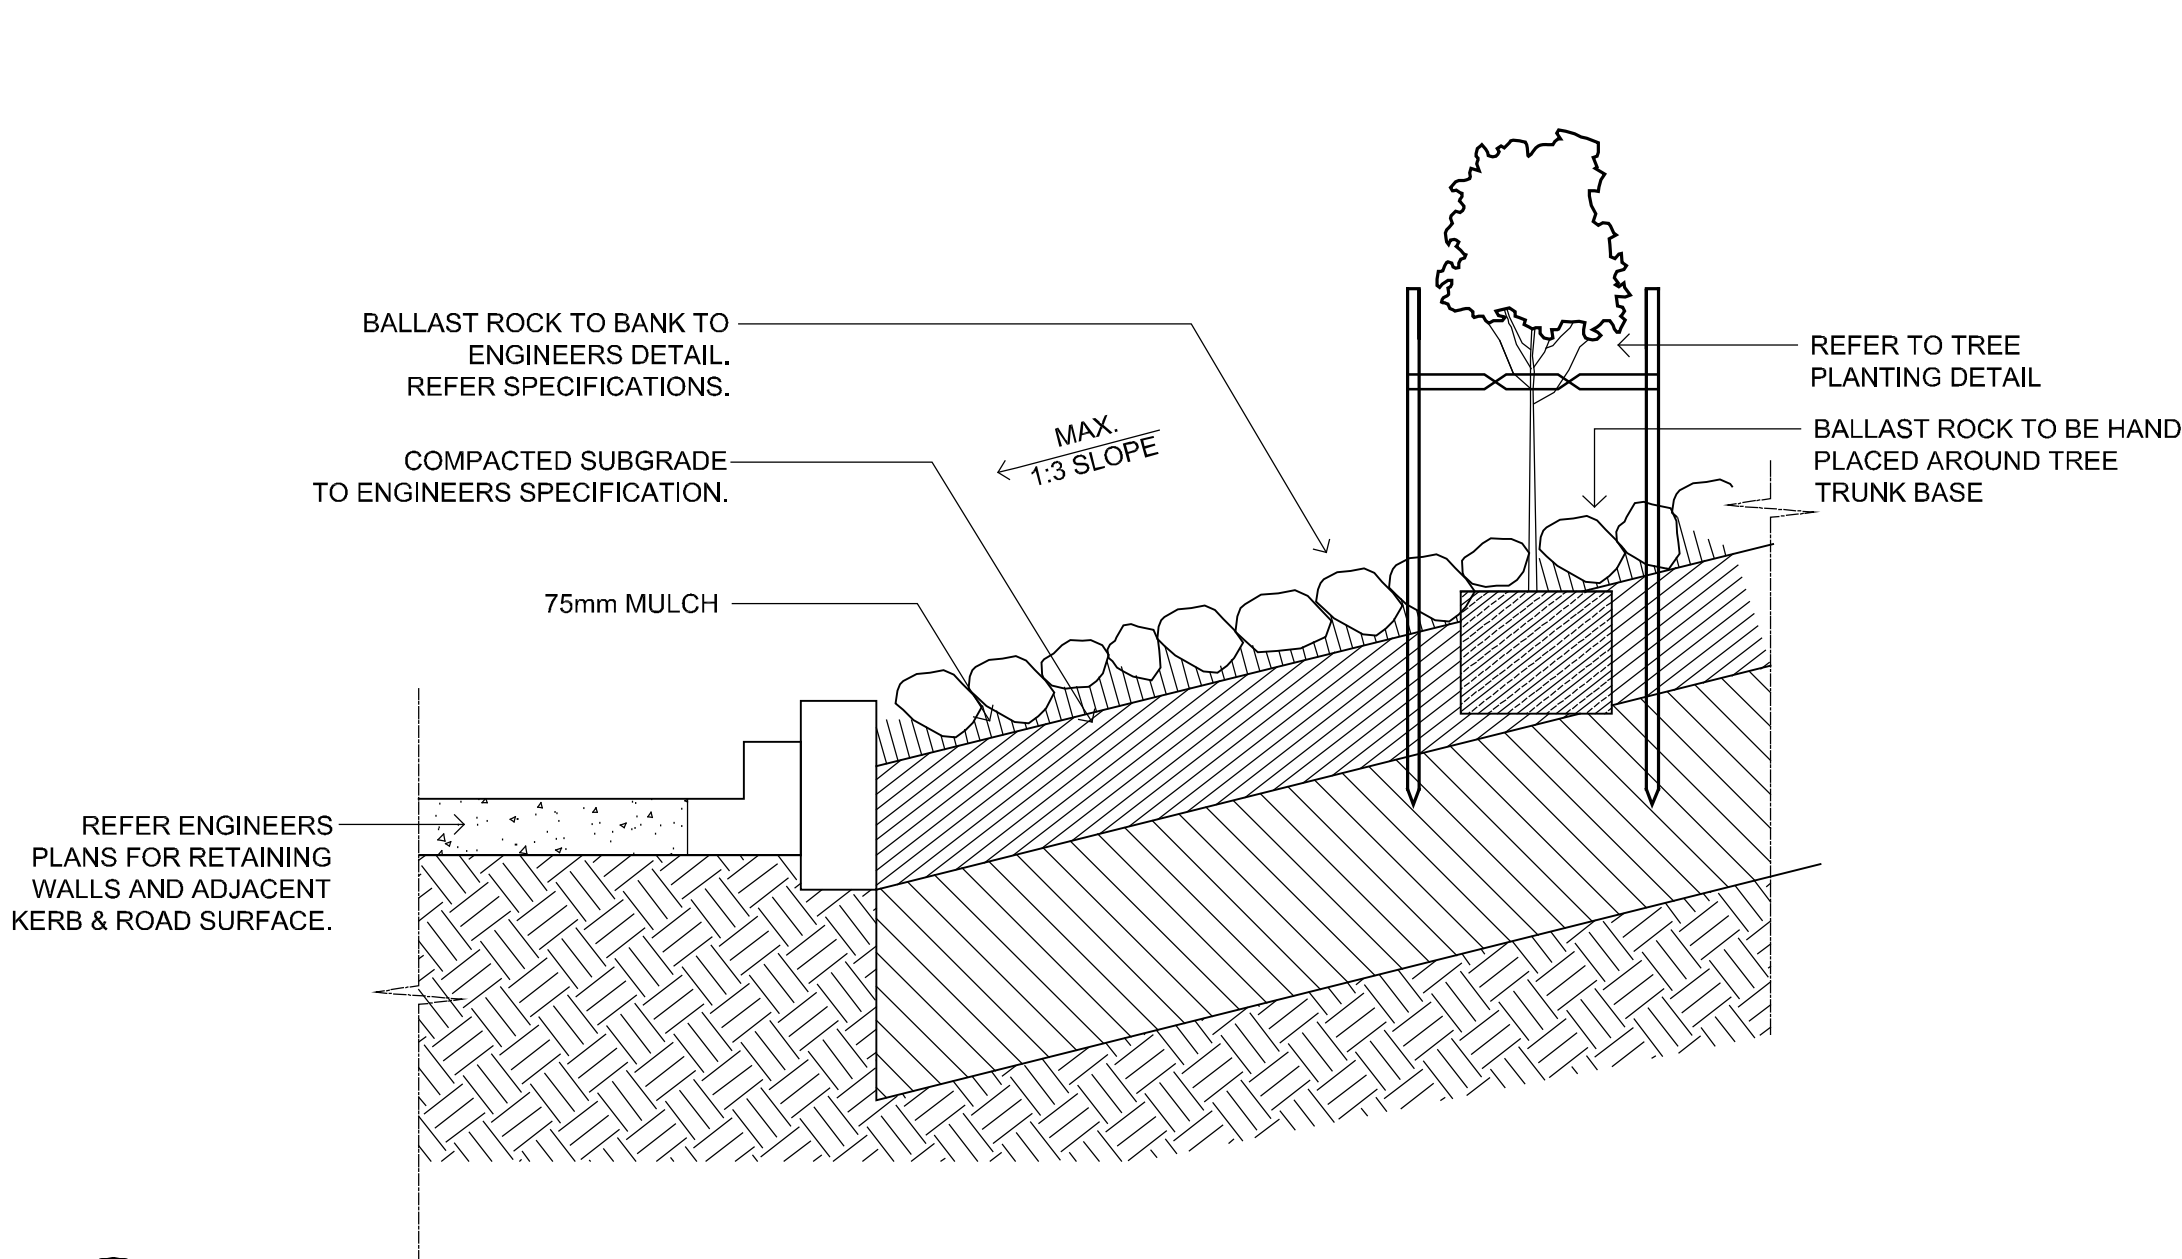 BALLAST ROCK TO BANK TO
ENGINEERS DETAIL.
REFER SPECIFICATIONS.
COMPACTED SUBGRADE
TO ENGINEERS SPECIFICATION.
75mm MULCH
MAX.
1:3 SLOPE
REFER TO TREE
PLANTING DETAIL
BALLAST ROCK TO BE HAND
PLACED AROUND TREE
TRUNK BASE
REFER ENGINEERS
PLANS FOR RETAINING
WALLS AND ADJACENT
KERB & ROAD SURFACE.